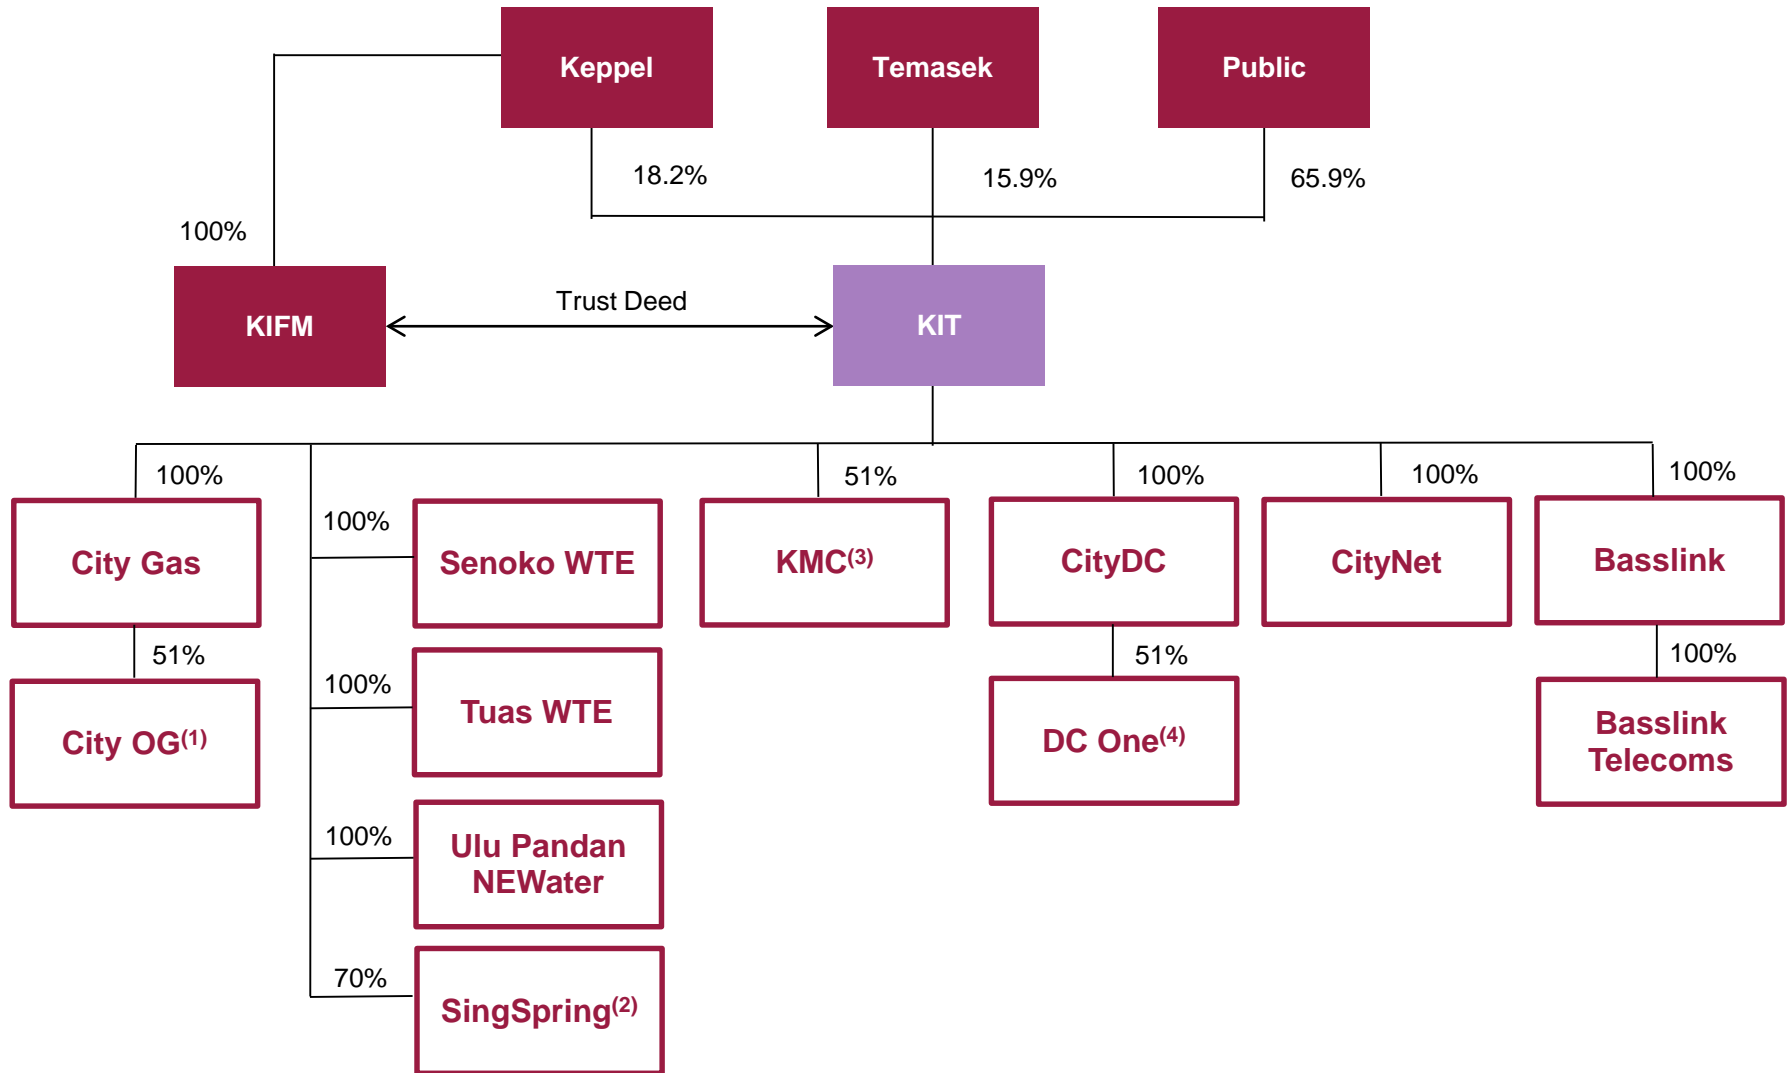 Keppel
Temasek
Public
18.2%
15.9%
65.9%
100%
KIFM
Trust Deed
KIT
100%
51%
100%
100%
100%
City Gas
100%
Senoko WTE
KMC(3)
CityDC
CityNet
Basslink
51%
51%
100%
City OG(1)
100%
Tuas WTE
DC One(4)
Basslink
Telecoms
100%
Ulu Pandan
NEWater
70%
SingSpring(2)